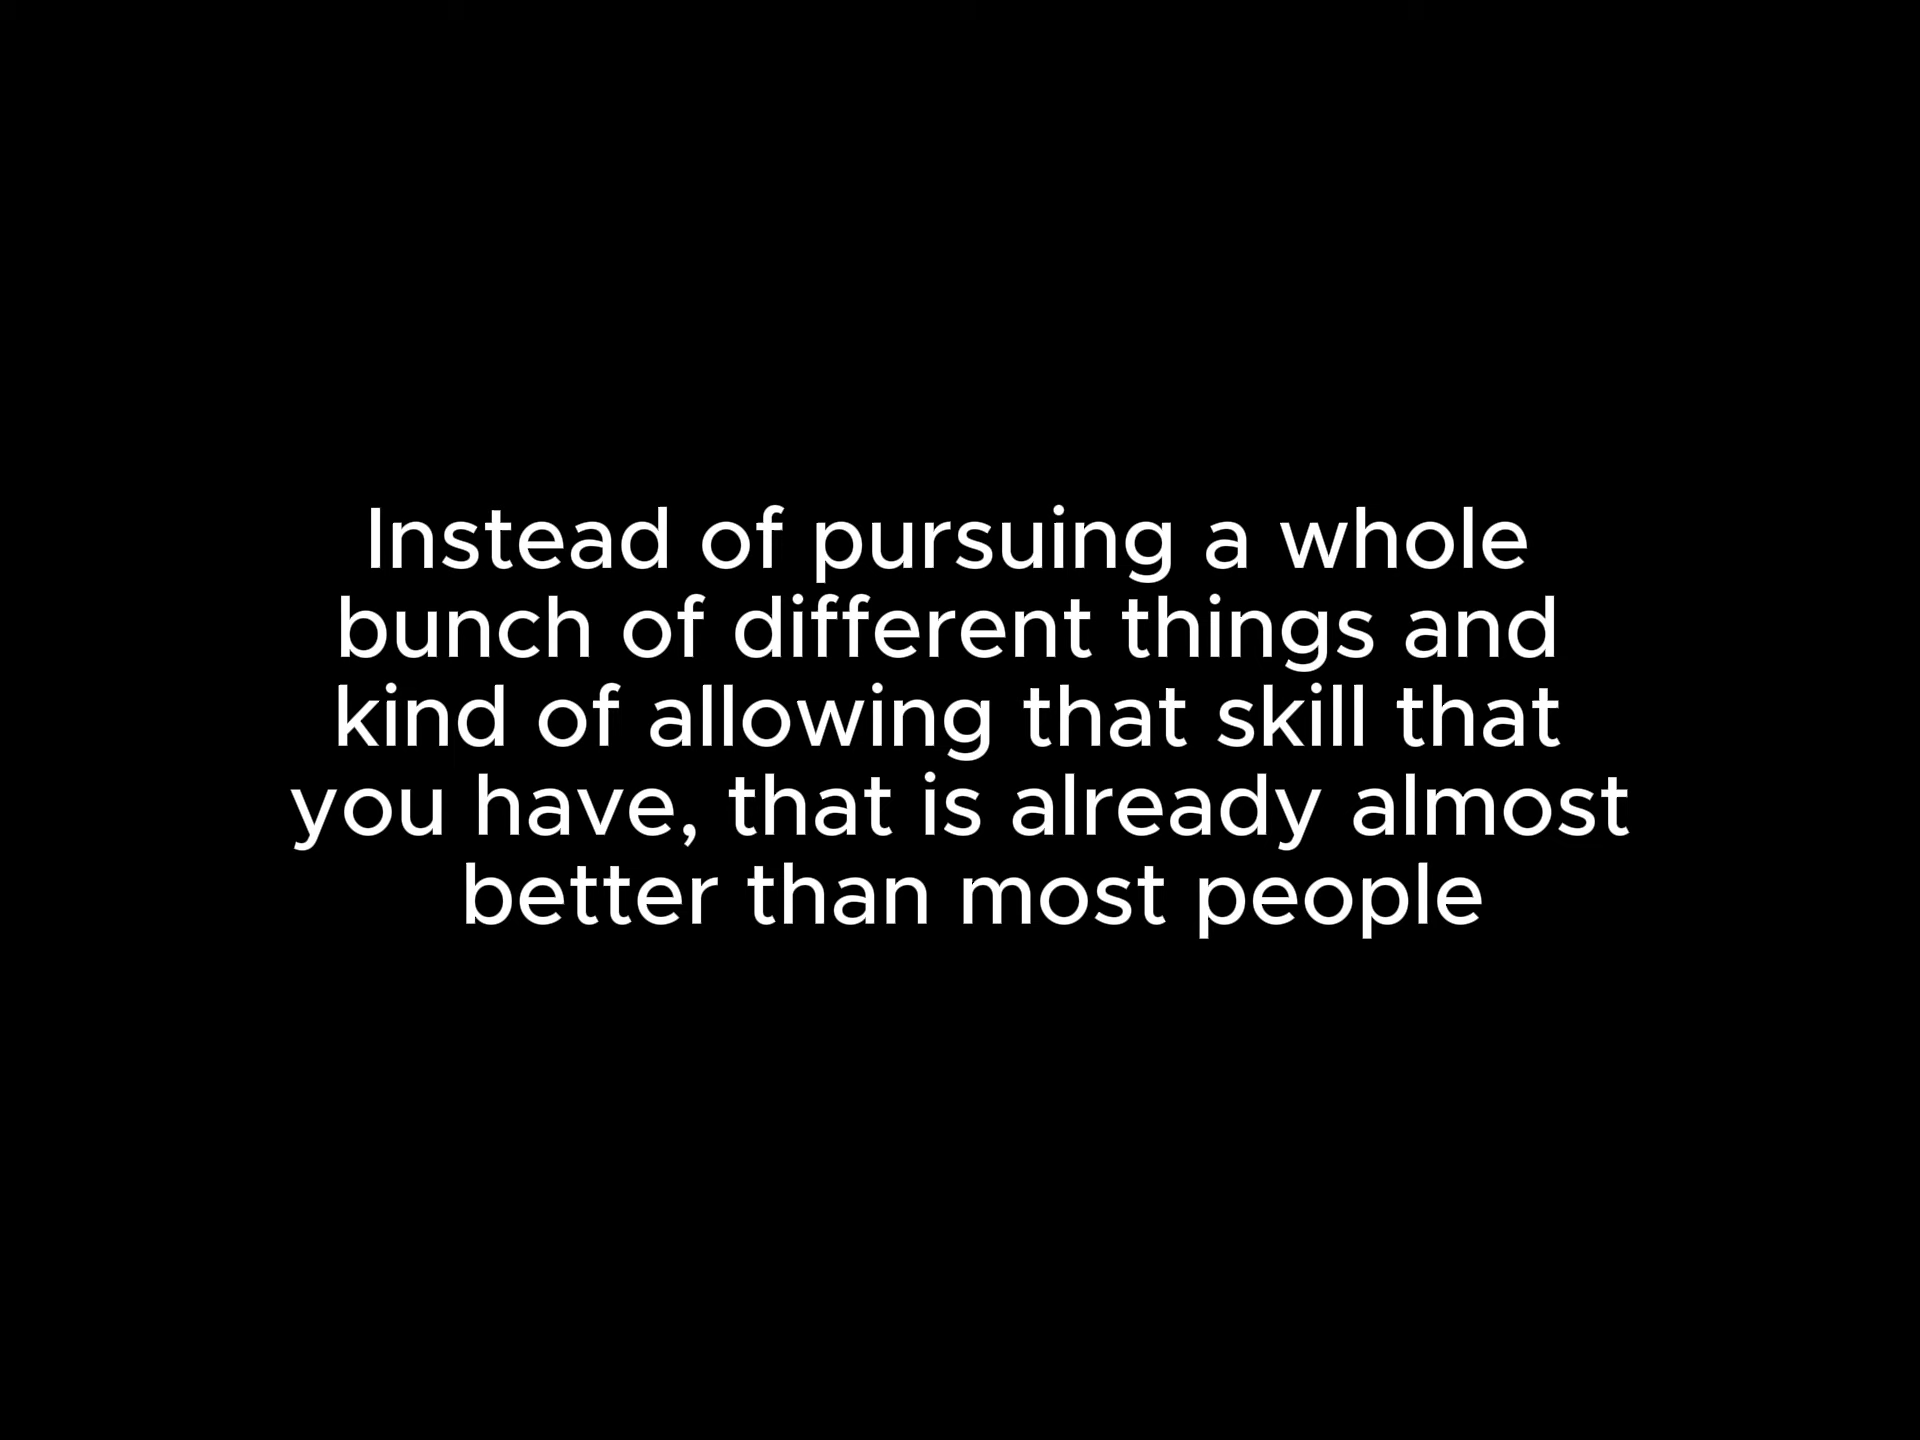 Instead of pursuing a whole
bunch of different things and
kind of allowing that skill that
you have, that is already almost
better than most people